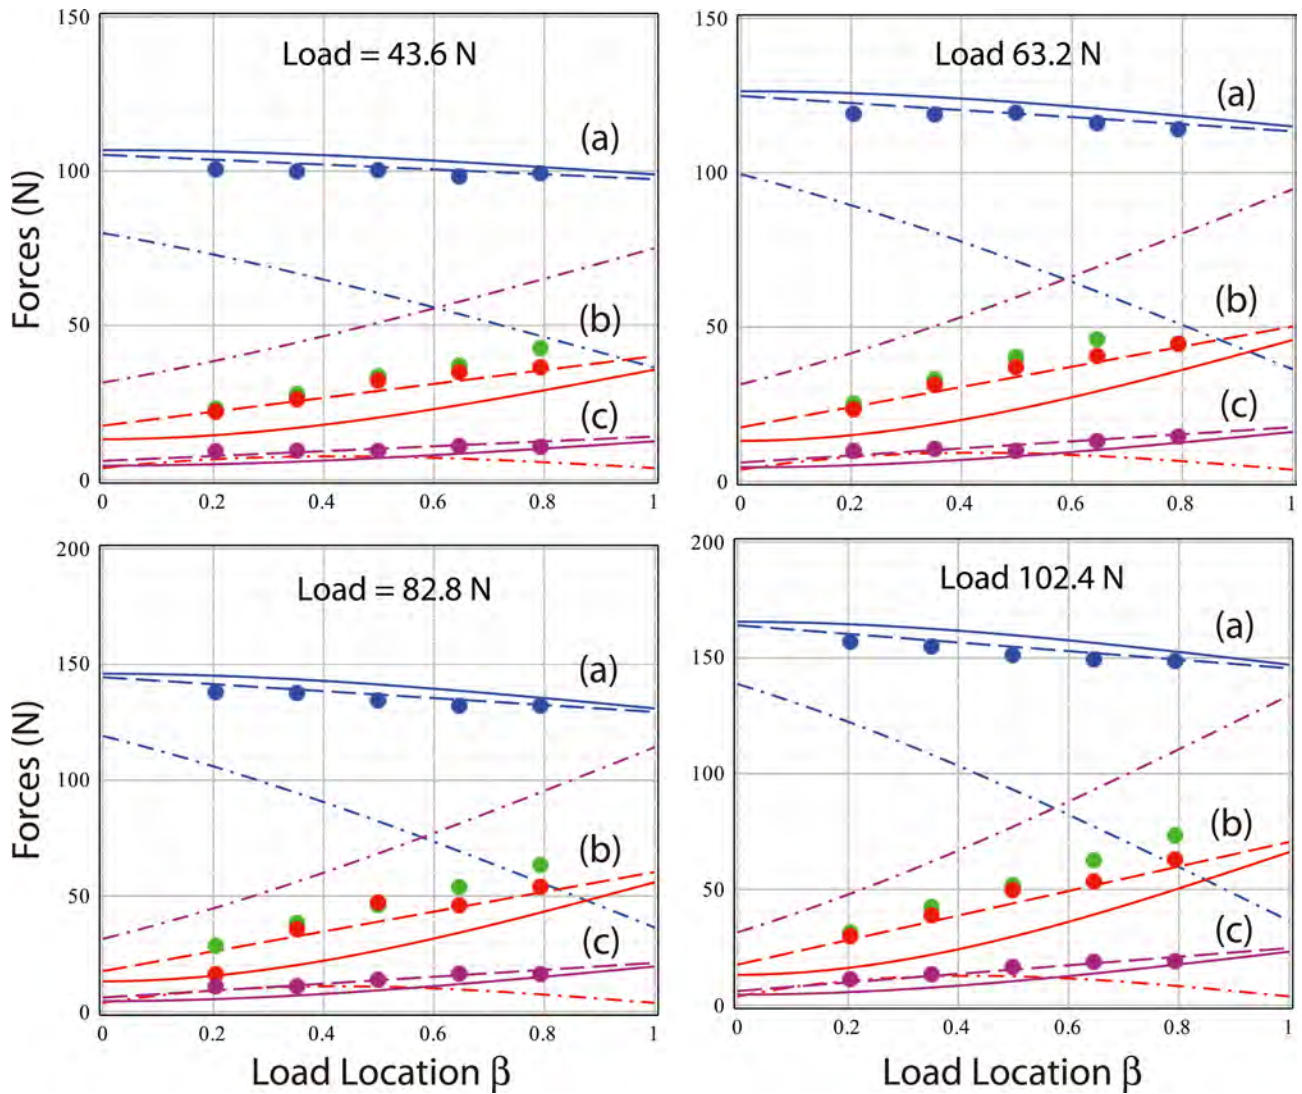 150
Load = 43.6 N
(a)
100
Forces (N)
50
(b)
(c)
0
0 0.2 0.4 0.6 0.8 1
150
Load 63.2 N
(a)
100
50
(b)
(c)
0
0 0.2 0.4 0.6 0.8 1
200
Load = 82.8 N
(a)
150
Forces (N)
100
(b)
50
(c)
0
0 0.2 0.4 0.6 0.8 1
Load Location β
200
Load 102.4 N
(a)
150
100
(b)
50
(c)
0
0 0.2 0.4 0.6 0.8 1
Load Location β